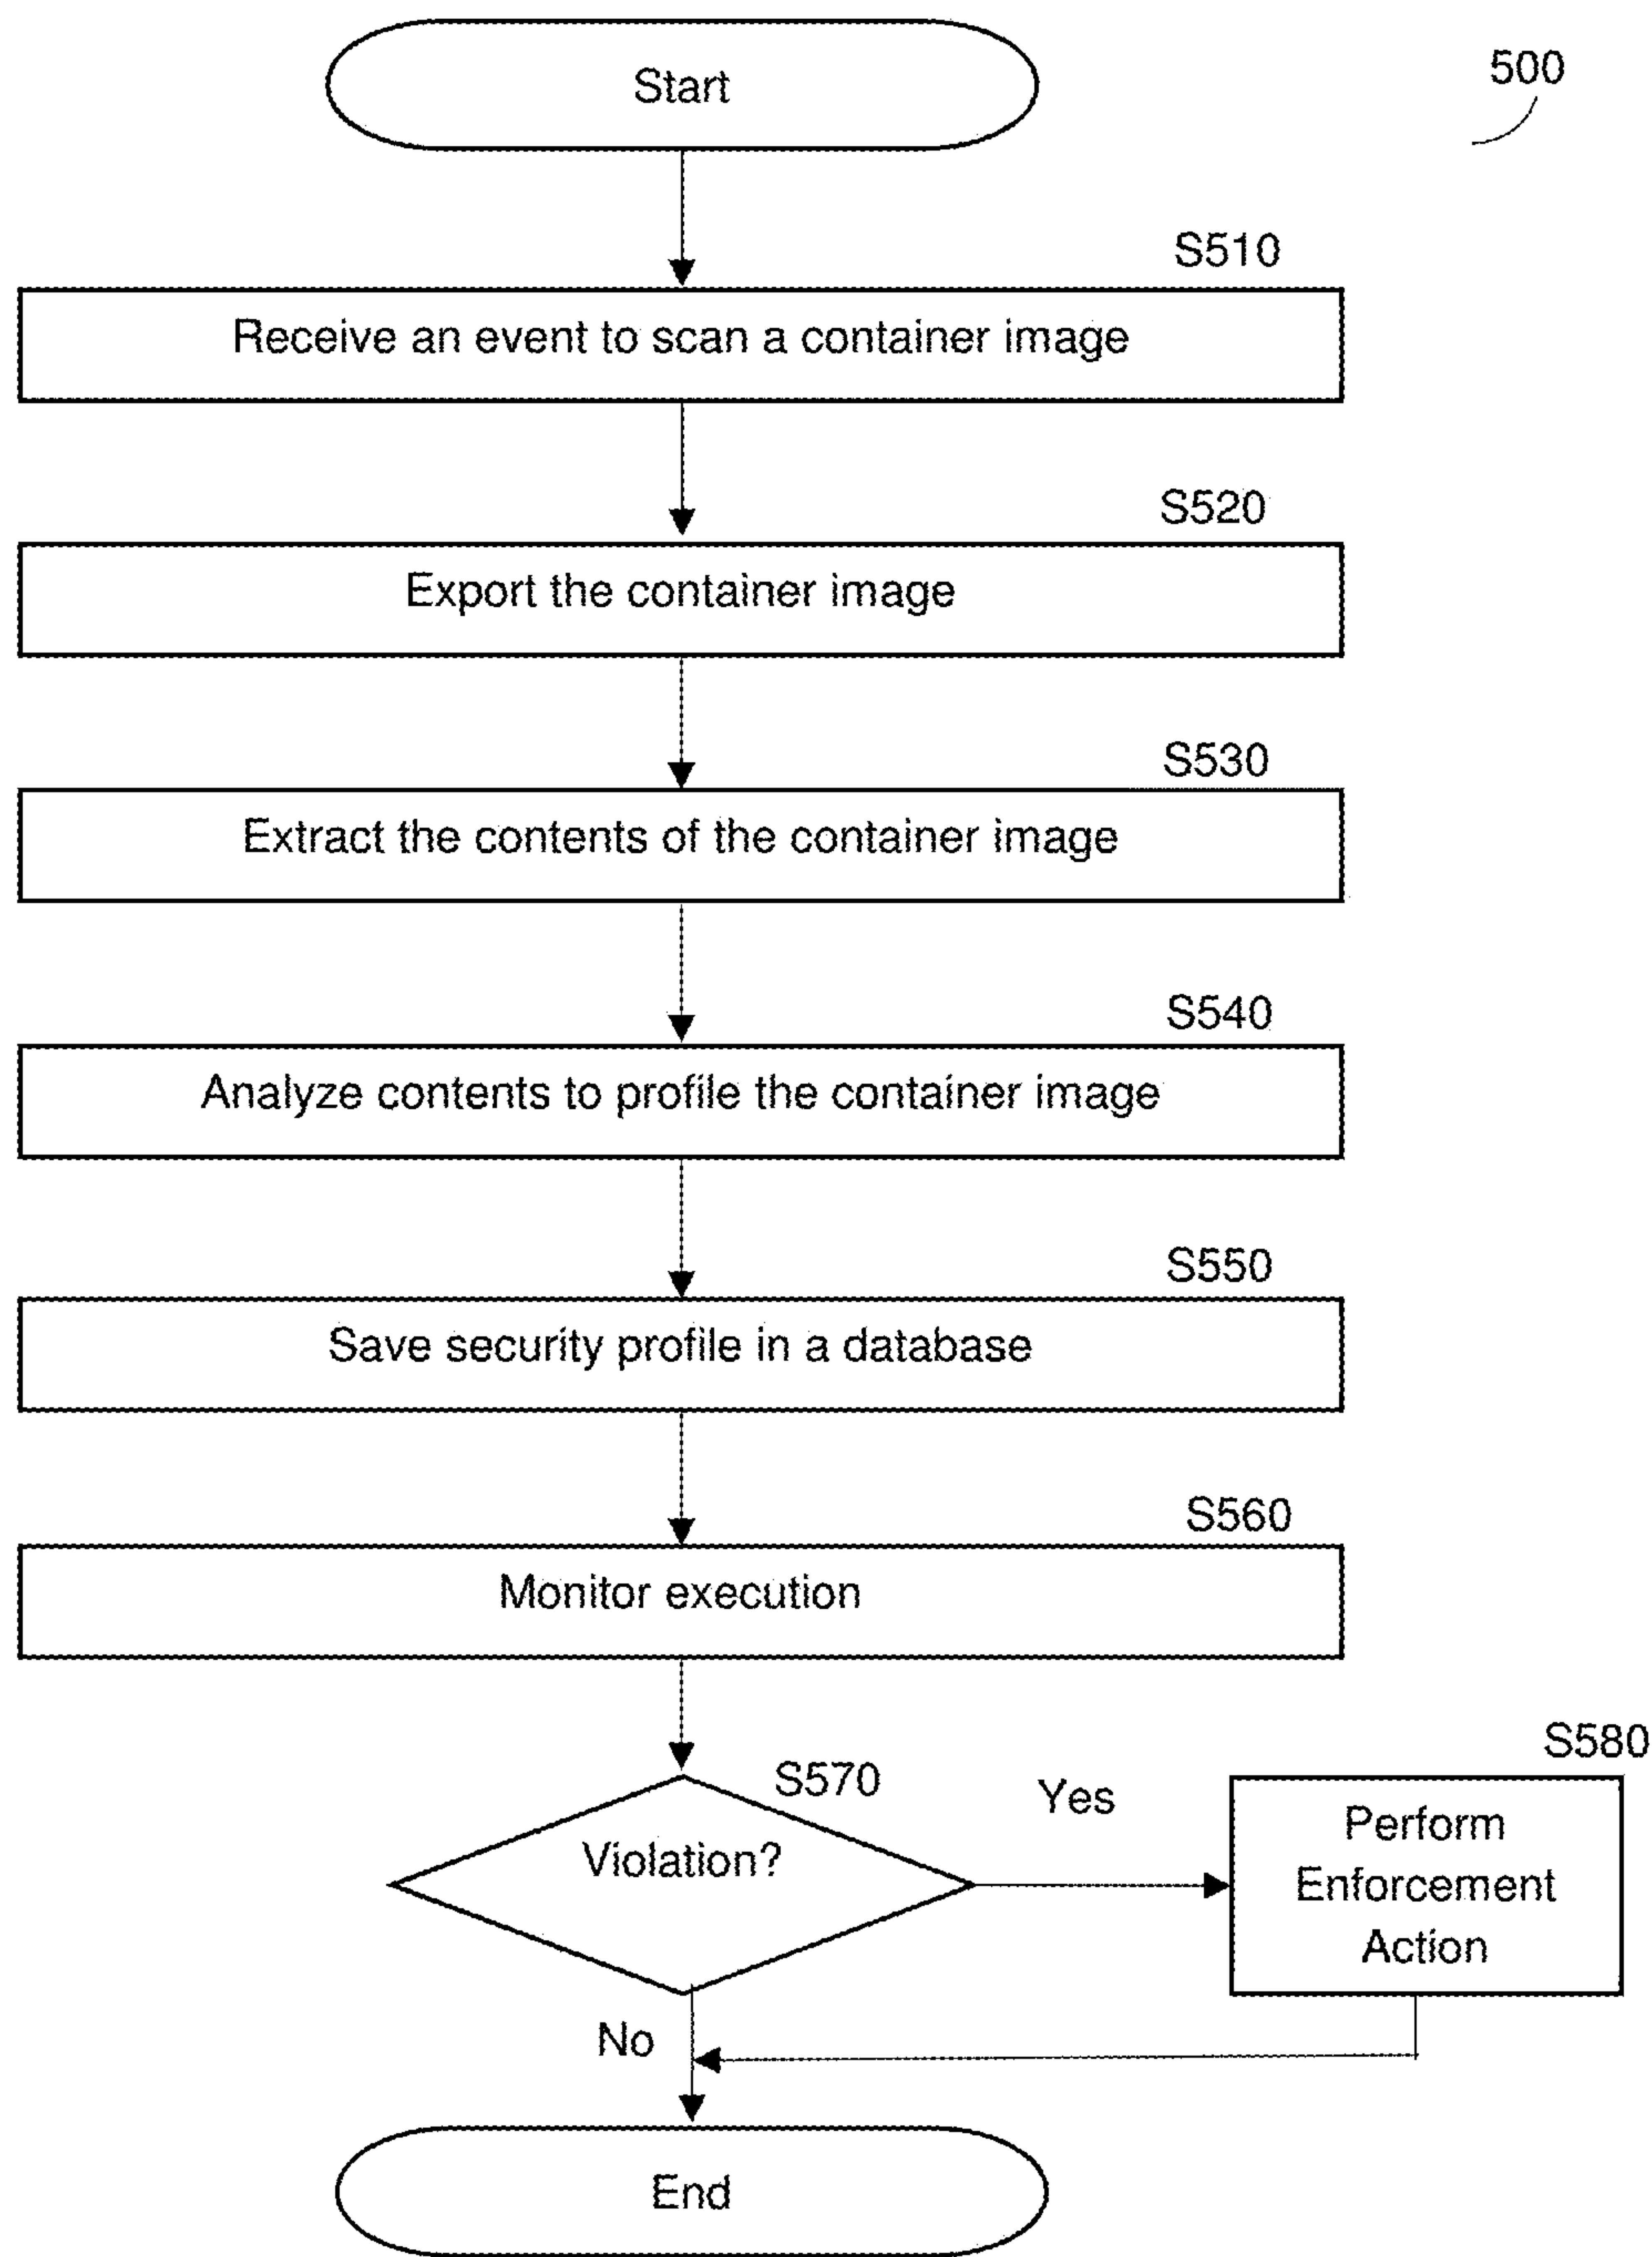 Start
500
S510
Receive an event to scan a container image
S520
Export the container image
S530
Extract the contents of the container image
S540
Analyze contents to profile the container image
S550
Save security profile in a database
S560
Monitor execution
S570
Violation?
Yes
S580
Perform
Enforcement
Action
No
End